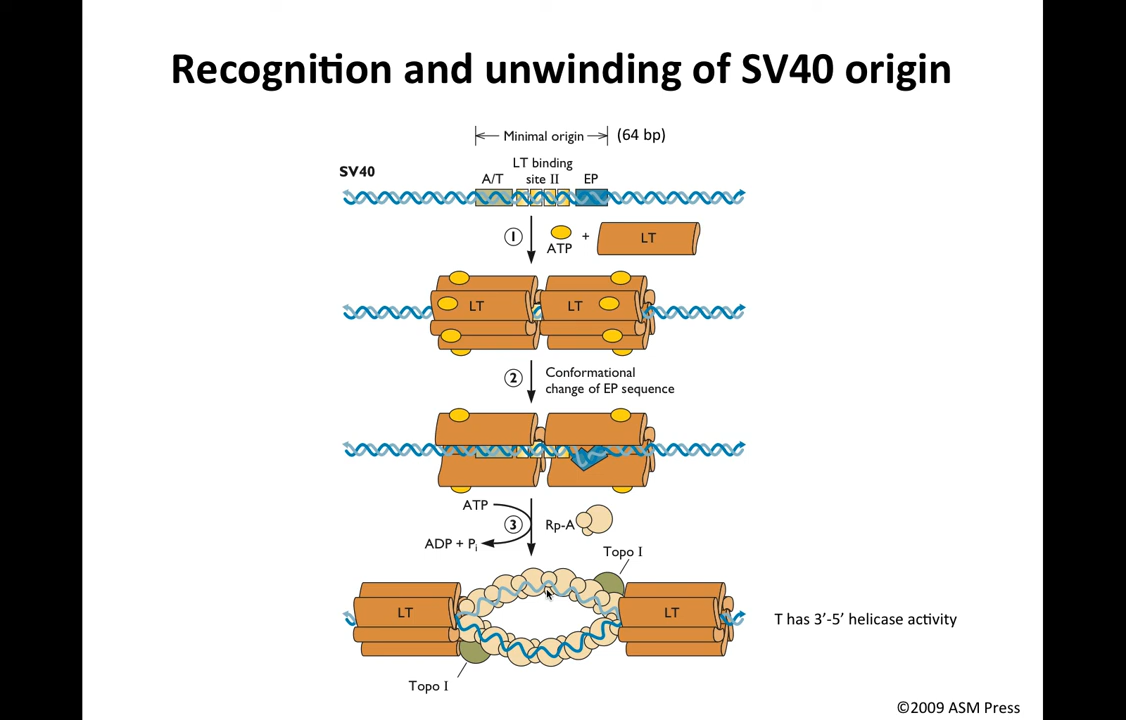 Recognition and unwinding of SV40 origin
Minimal origin (64 bp)
SV40
LT binding
A/T site II EP
1
ATP + LT
LT LT
2 Conformational
change of EP sequence
ATP
3 Rp-A
ADP + Pi
Topo I
LT LT
T has 3’-5’ helicase activity
Topo I
©2009 ASM Press